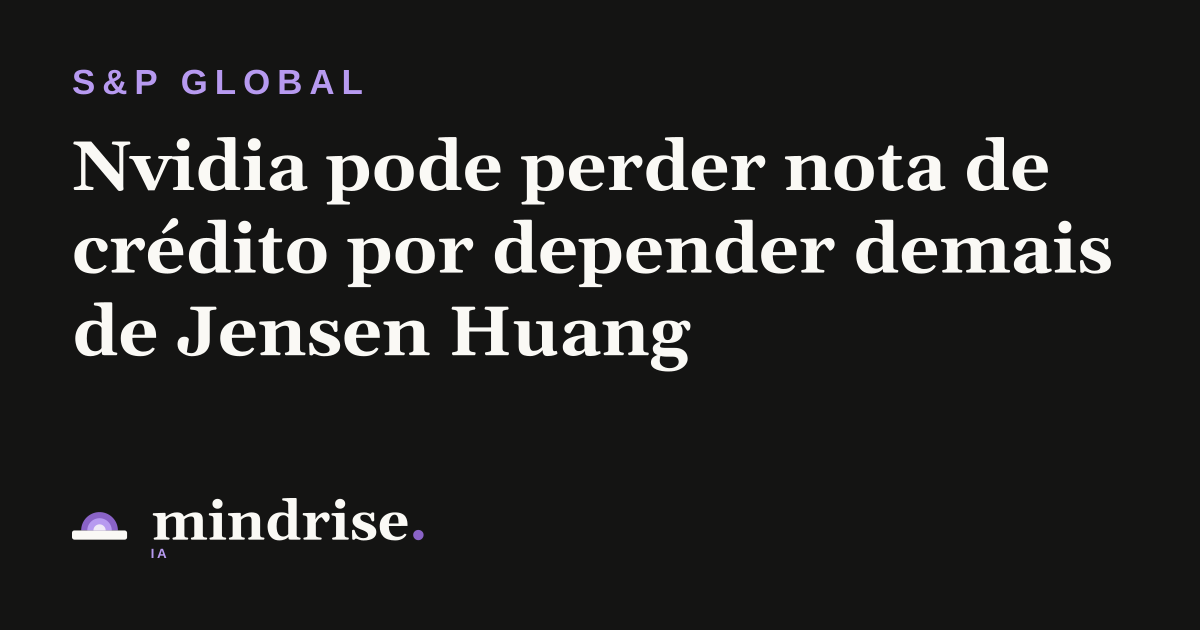 S&P GLOBAL
Nvidia pode perder nota de
crédito por depender demais
de Jensen Huang
mindrise.
IA